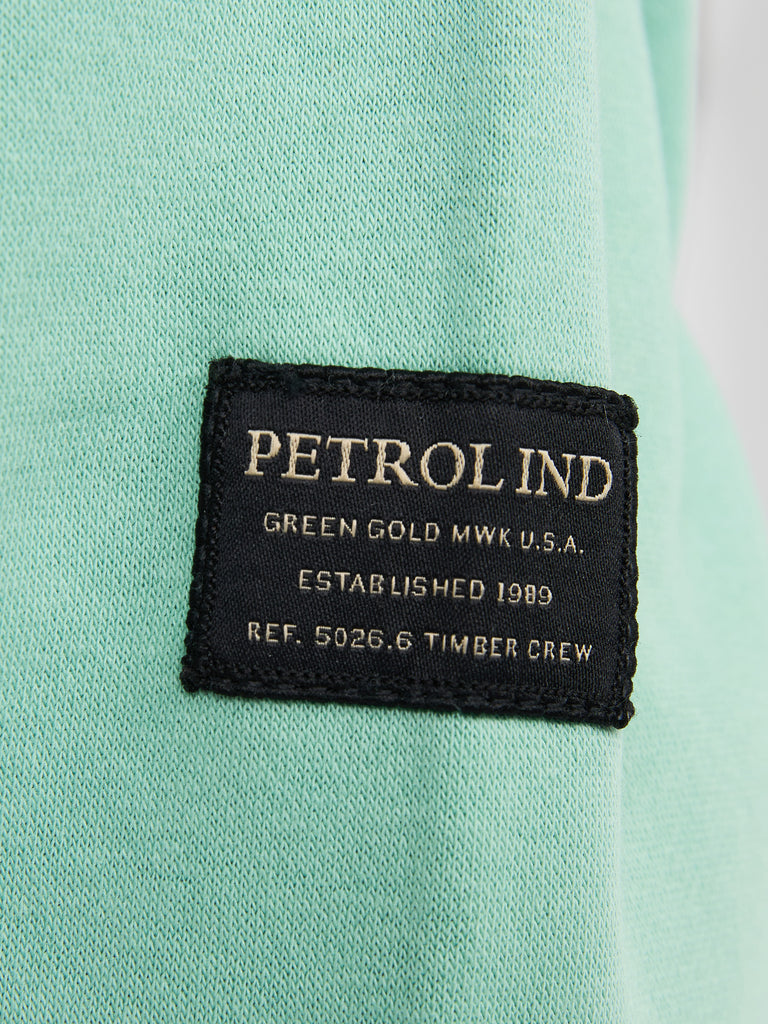 PETROL IND
GREEN GOLD MWK U.S.A.
ESTABLISHED 1989
REF. 5026.6 TIMBER CREW